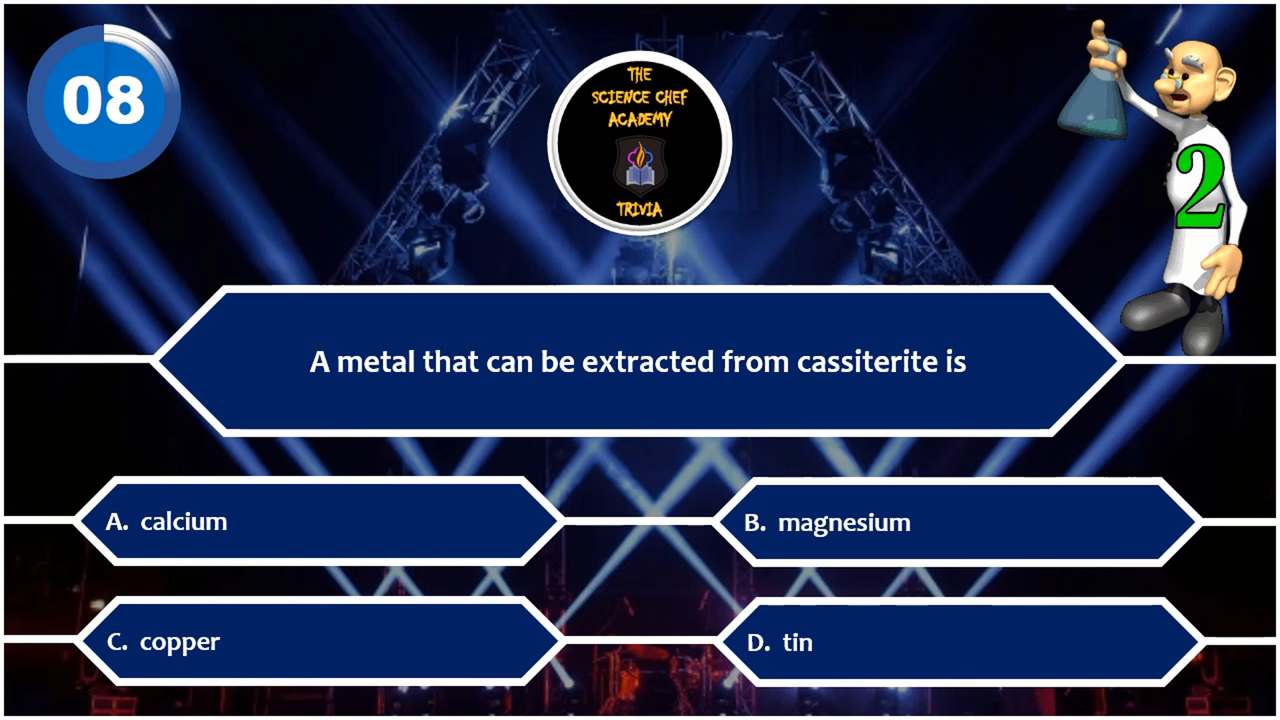 08
THE
SCIENCE CHEF
ACADEMY
TRIVIA
2
A metal that can be extracted from cassiterite is
A. calcium
B. magnesium
C. copper
D. tin